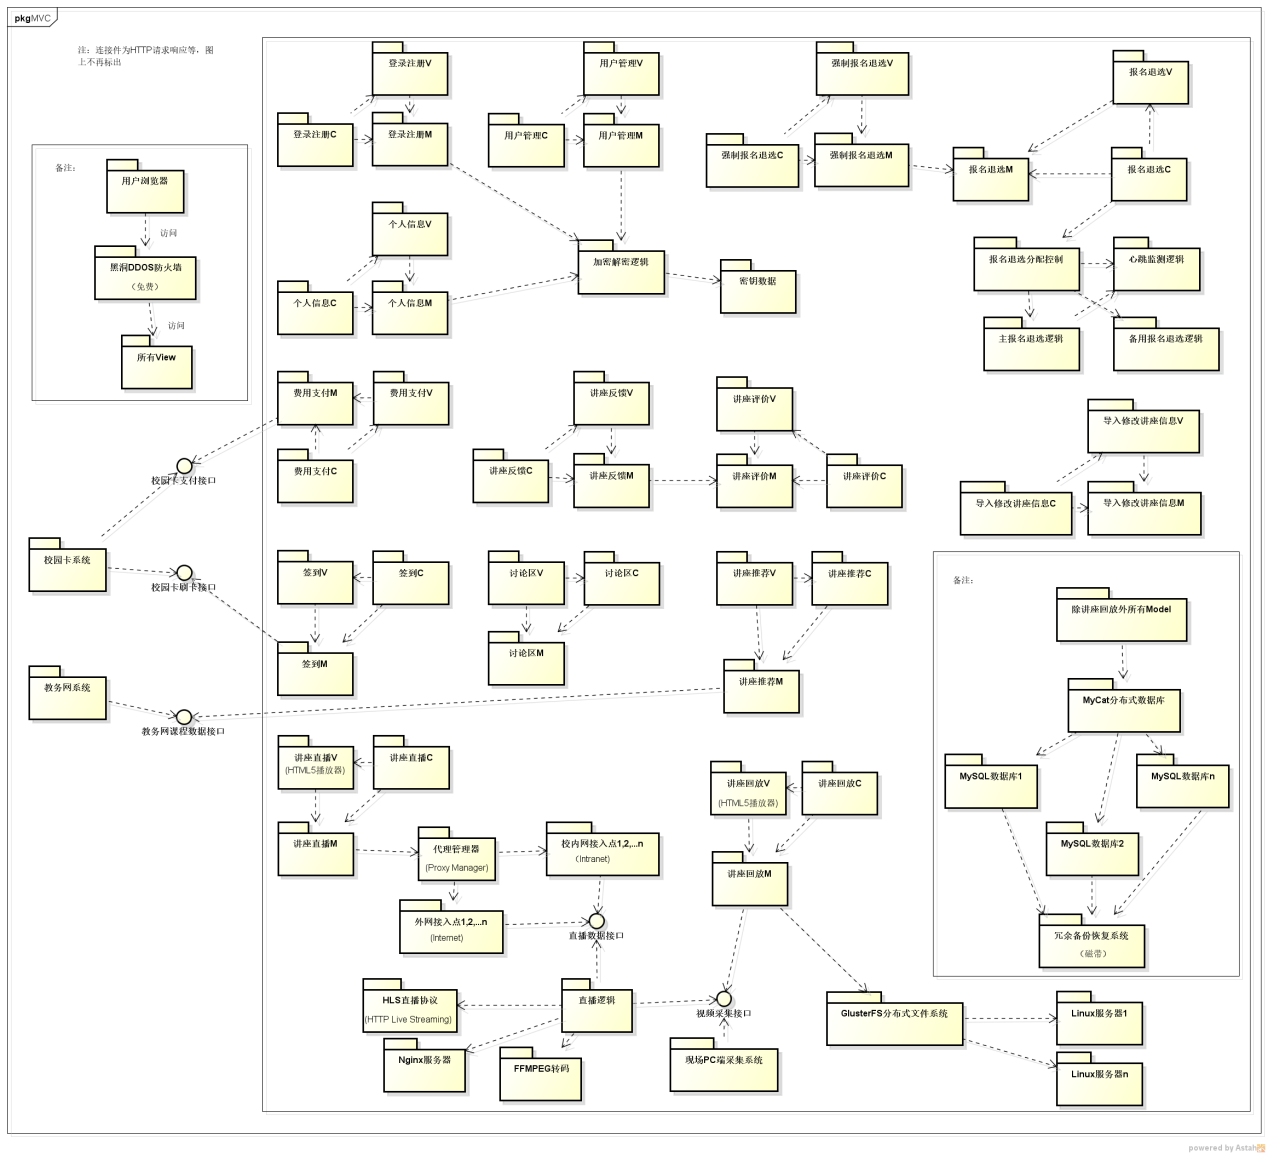 pkg MVC
注：连接件为HTTP请求响应等，图
上不再标出
备注:
用户浏览器
访问
黑洞DDOS防火墙
（免费）
访问
所有View
登录注册V
登录注册C
登录注册M
用户管理V
用户管理C
用户管理M
强制报名退选V
强制报名退选C
强制报名退选M
报名退选V
报名退选M
报名退选C
个人信息V
个人信息C
个人信息M
加密解密逻辑
密钥数据
报名退选分配控制
心跳监测逻辑
主报名退选逻辑
备用报名退选逻辑
费用支付M
费用支付V
费用支付C
讲座反馈V
讲座反馈C
讲座反馈M
讲座评价V
讲座评价M
讲座评价C
导入修改讲座信息V
导入修改讲座信息C
导入修改讲座信息M
校园卡支付接口
校园卡系统
校园卡刷卡接口
教务网系统
教务网课程数据接口
签到V
签到C
签到M
讨论区V
讨论区C
讨论区M
讲座推荐V
讲座推荐C
讲座推荐M
备注:
除讲座回放外所有Model
MyCat分布式数据库
MySQL数据库1
MySQL数据库n
MySQL数据库2
冗余备份恢复系统
（磁带）
讲座直播V
(HTML5播放器)
讲座直播C
讲座直播M
代理管理器
(Proxy Manager)
校内网接入点1,2,...n
(Intranet)
外网接入点1,2,...n
(Internet)
直播数据接口
讲座回放V
(HTML5播放器)
讲座回放C
讲座回放M
HLS直播协议
(HTTP Live Streaming)
直播逻辑
Nginx服务器
FFMPEG转码
视频采集接口
现场PC端采集系统
GlusterFS分布式文件系统
Linux服务器1
Linux服务器n
powered by Astah